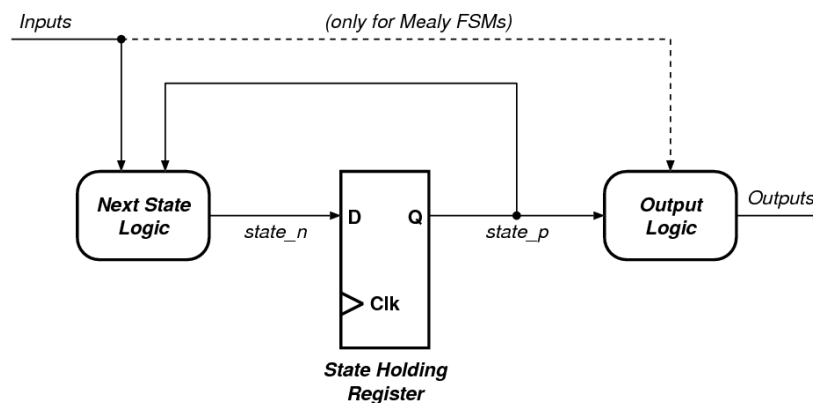 Inputs
(only for Mealy FSMs)
Next State
Logic
state_n
D
Q
Clk
State Holding
Register
state_p
Output
Logic
Outputs